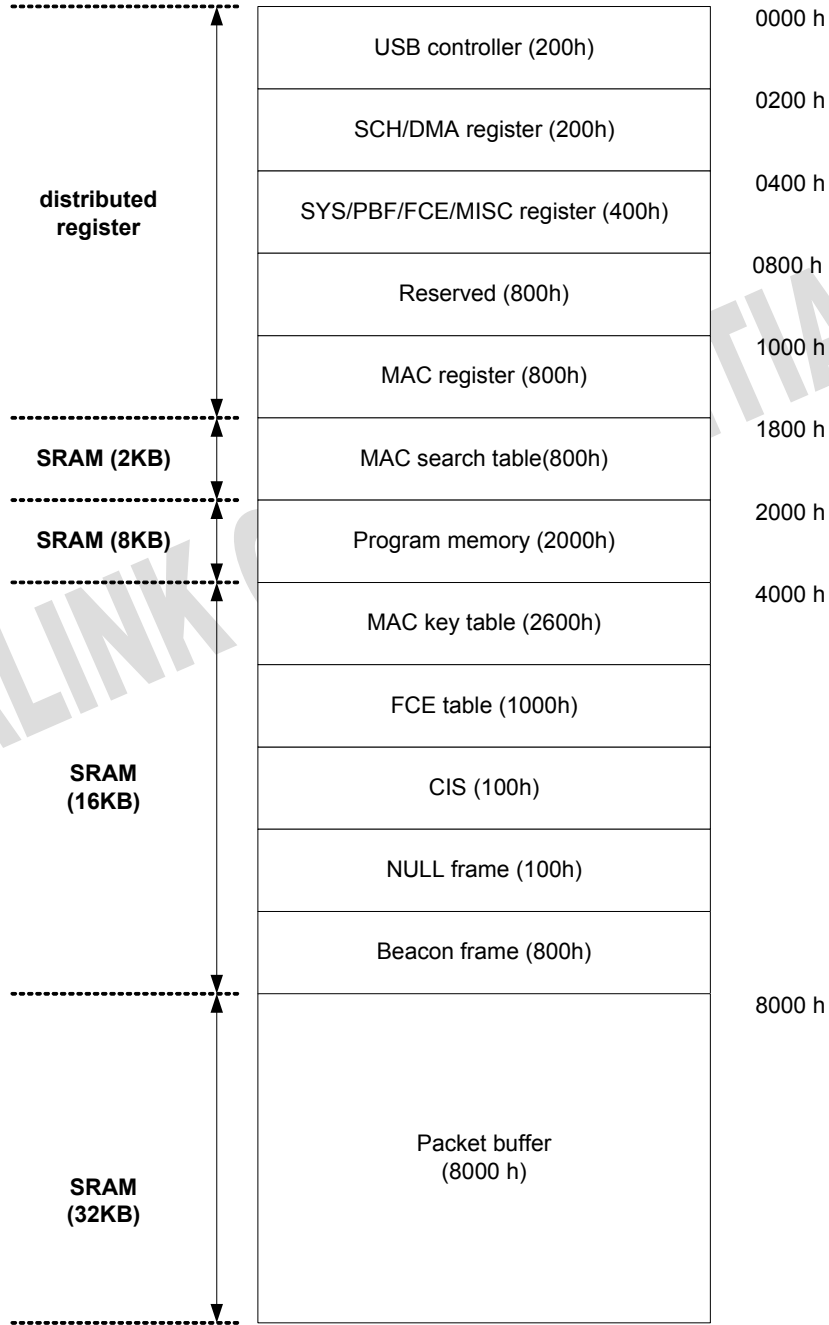 0000 h
USB controller (200h)
0200 h
SCH/DMA register (200h)
0400 h
distributed
register
SYS/PBF/FCE/MISC register (400h)
0800 h
Reserved (800h)
1000 h
MAC register (800h)
1800 h
SRAM (2KB)
MAC search table(800h)
2000 h
SRAM (8KB)
Program memory (2000h)
4000 h
MAC key table (2600h)
FCE table (1000h)
SRAM
(16KB)
CIS (100h)
NULL frame (100h)
Beacon frame (800h)
8000 h
Packet buffer
(8000 h)
SRAM
(32KB)